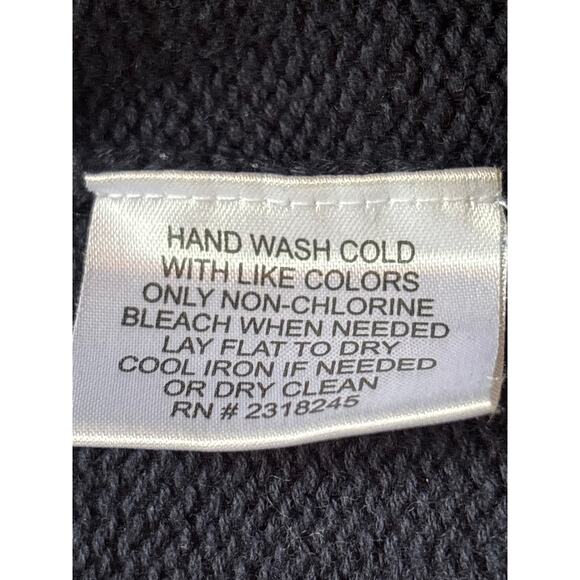 HAND WASH COLD
WITH LIKE COLORS
ONLY NON-CHLORINE
BLEACH WHEN NEEDED
LAY FLAT TO DRY
COOL IRON IF NEEDED
OR DRY CLEAN
RN # 2318245